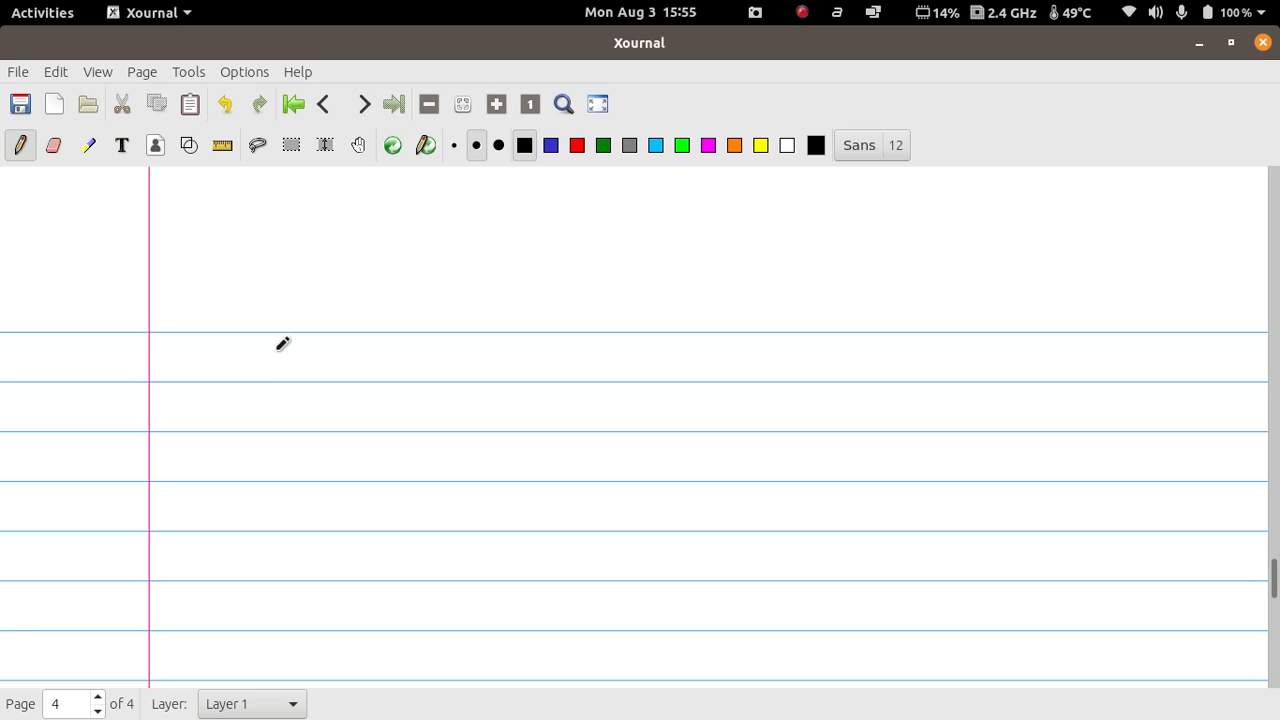 Activities Xournal Mon Aug 3 15:55 a 14% 2.4 GHz 49°C 100 %
Xournal
File Edit View Page Tools Options Help
1
T Sans 12
Page 4 of 4 Layer: Layer 1